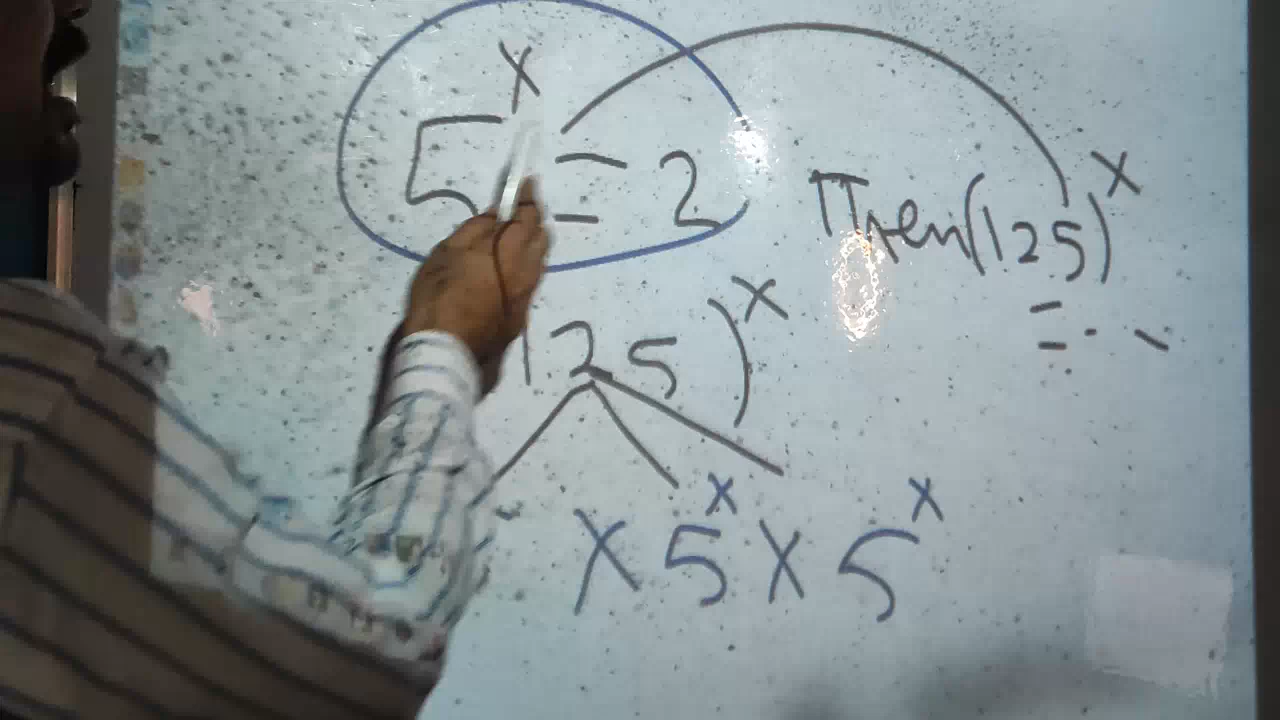 5^x = 2 Then (125)^x
= ...
125)^x
x 5^x x 5^x